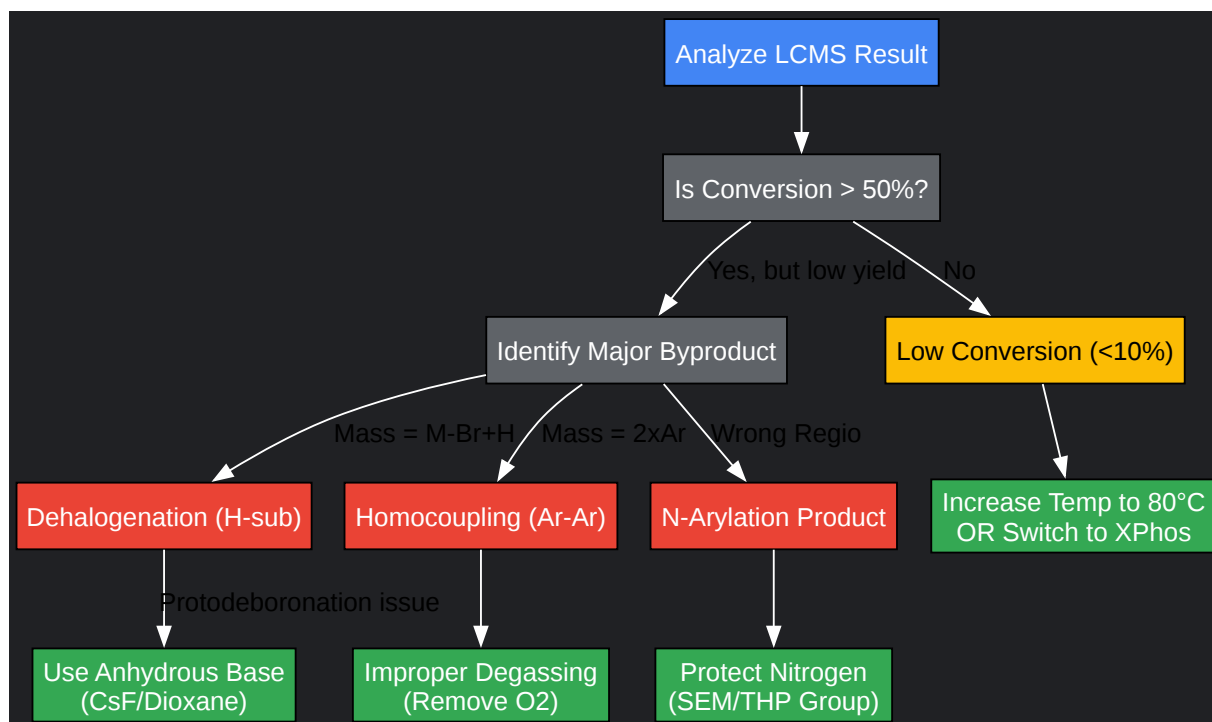 Analyze LCMS Result
Is Conversion > 50%?
Yes, but low yield
No
Identify Major Byproduct
Low Conversion (<10%)
Mass = M-Br+H
Mass = 2xAr
Wrong Regio
Dehalogenation (H-sub)
Homocoupling (Ar-Ar)
N-Arylation Product
Increase Temp to 80°C
OR Switch to XPhos
Protodeboronation issue
Use Anhydrous Base
(CsF/Dioxane)
Improper Degassing
(Remove O2)
Protect Nitrogen
(SEM/THP Group)